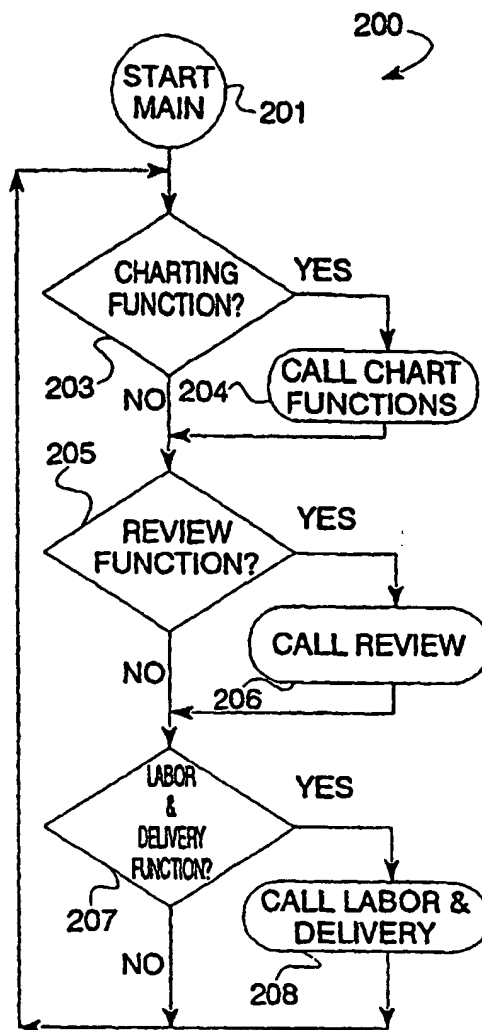 200
START
MAIN
201
CHARTING
FUNCTION?
YES
203
NO
204
CALL CHART
FUNCTIONS
205
REVIEW
FUNCTION?
YES
CALL REVIEW
NO
206
LABOR
&
DELIVERY
FUNCTION?
YES
207
CALL LABOR &
DELIVERY
NO
208